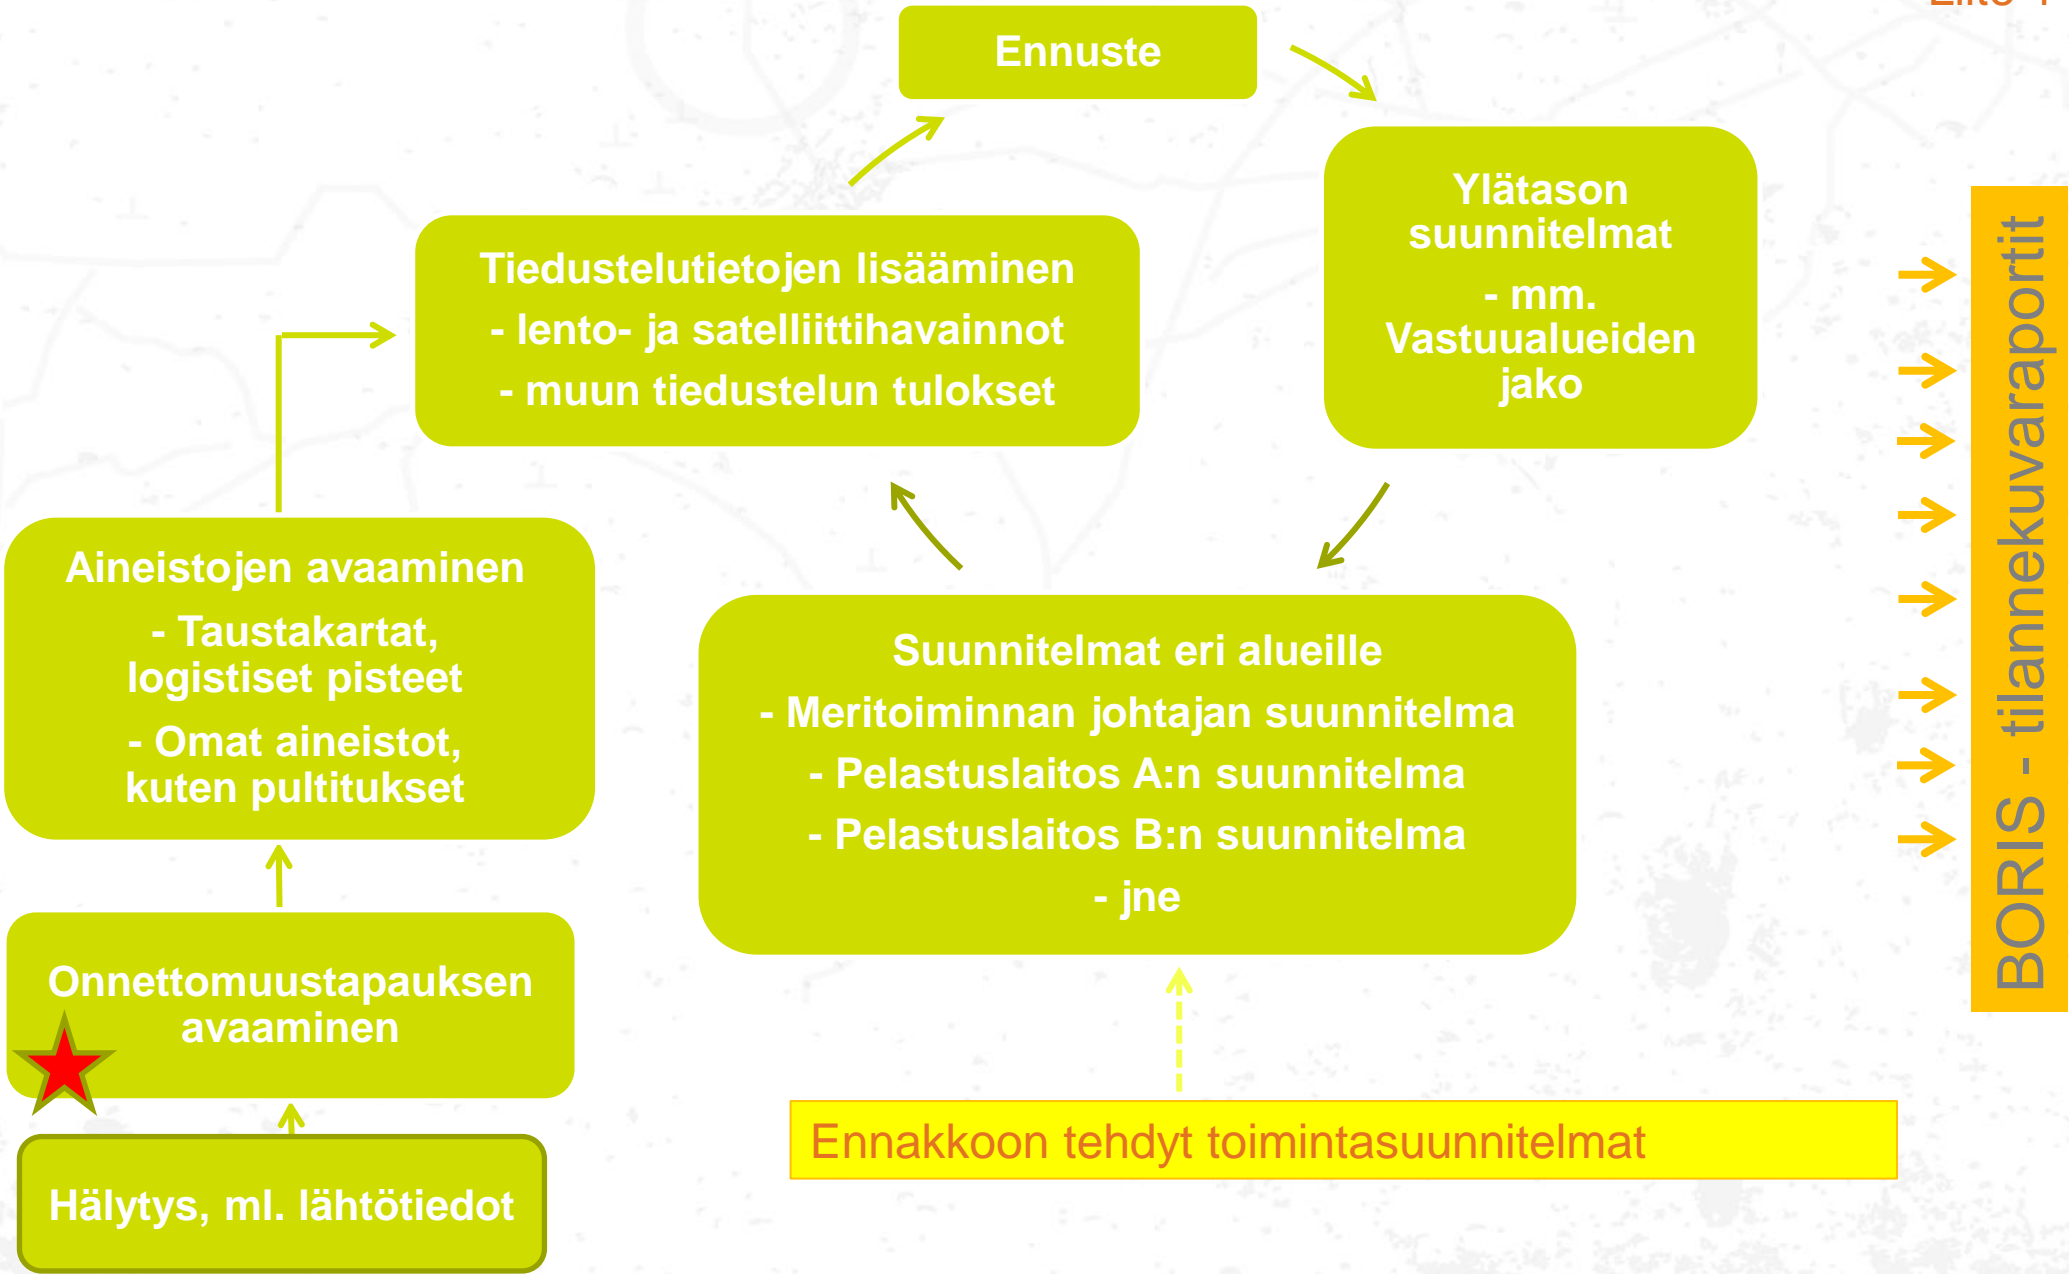 Ennuste
Ylätason
suunnitelmat
- mm.
Vastuualueiden
jako
Tiedustelutietojen lisääminen
- lento- ja satelliittihavainnot
- muun tiedustelun tulokset
Aineistojen avaaminen
- Taustakartat,
logistiset pisteet
- Omat aineistot,
kuten pultitukset
Suunnitelmat eri alueille
- Meritoiminnan johtajan suunnitelma
- Pelastuslaitos A:n suunnitelma
- Pelastuslaitos B:n suunnitelma
- jne
Onnettomuustapauksen
avaaminen
Hälytys, ml. lähtötiedot
Ennakkoon tehdyt toimintasuunnitelmat
BORIS - tilannekuvaraportit